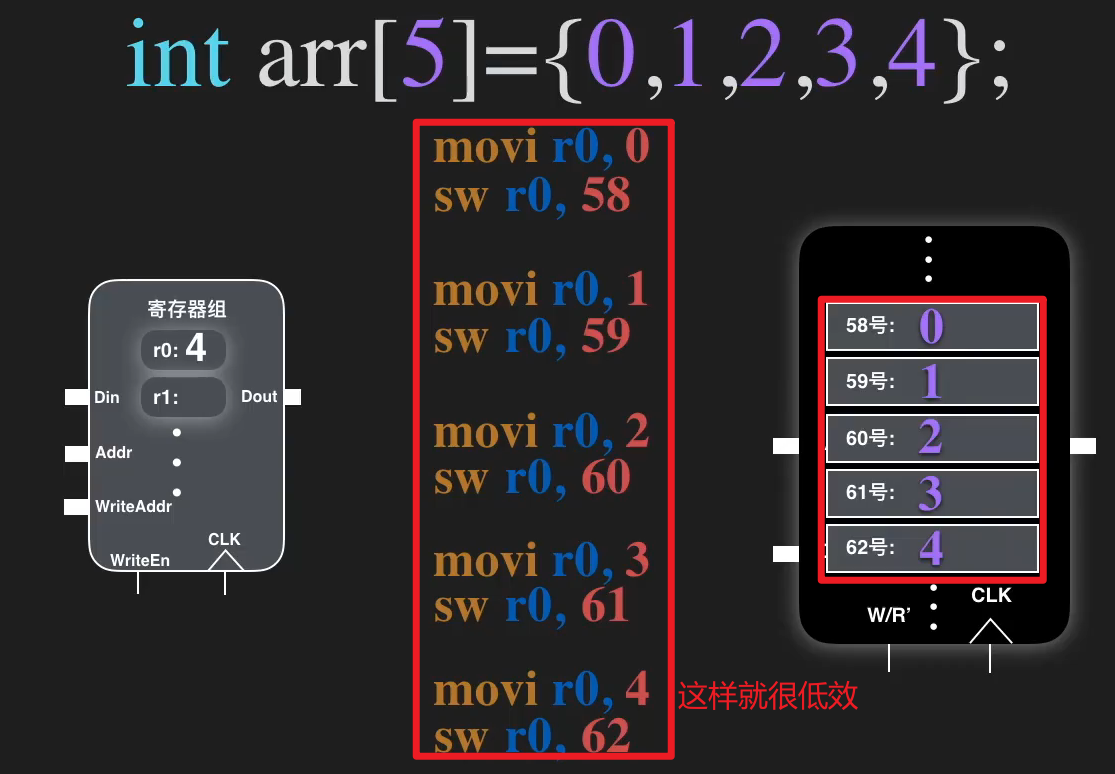 int arr[5]={0,1,2,3,4};
movi r0, 0
sw r0, 58
movi r0, 1
sw r0, 59
movi r0, 2
sw r0, 60
movi r0, 3
sw r0, 61
movi r0, 4
sw r0, 62
这样就很低效
寄存器组
r0: 4
r1:
Din
Dout
Addr
WriteAddr
CLK
WriteEn
58号: 0
59号: 1
60号: 2
61号: 3
62号: 4
CLK
W/R’